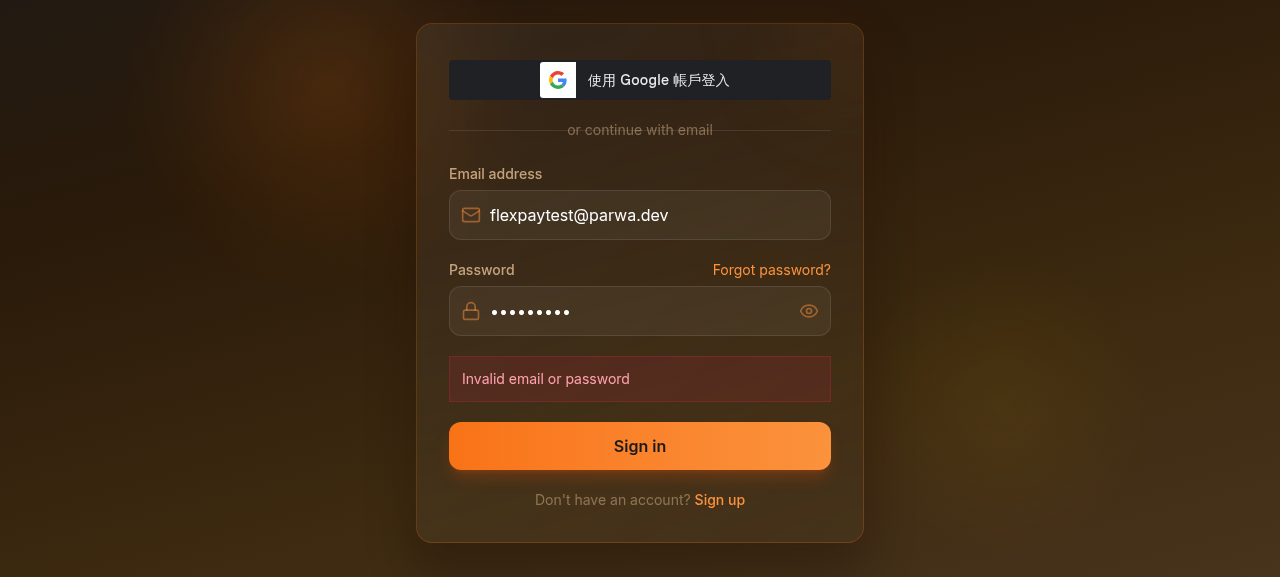 使用 Google 帳戶登入
or continue with email
Email address
flexpaytest@parwa.dev
Password Forgot password?
•••••••••
Invalid email or password
Sign in
Don't have an account? Sign up